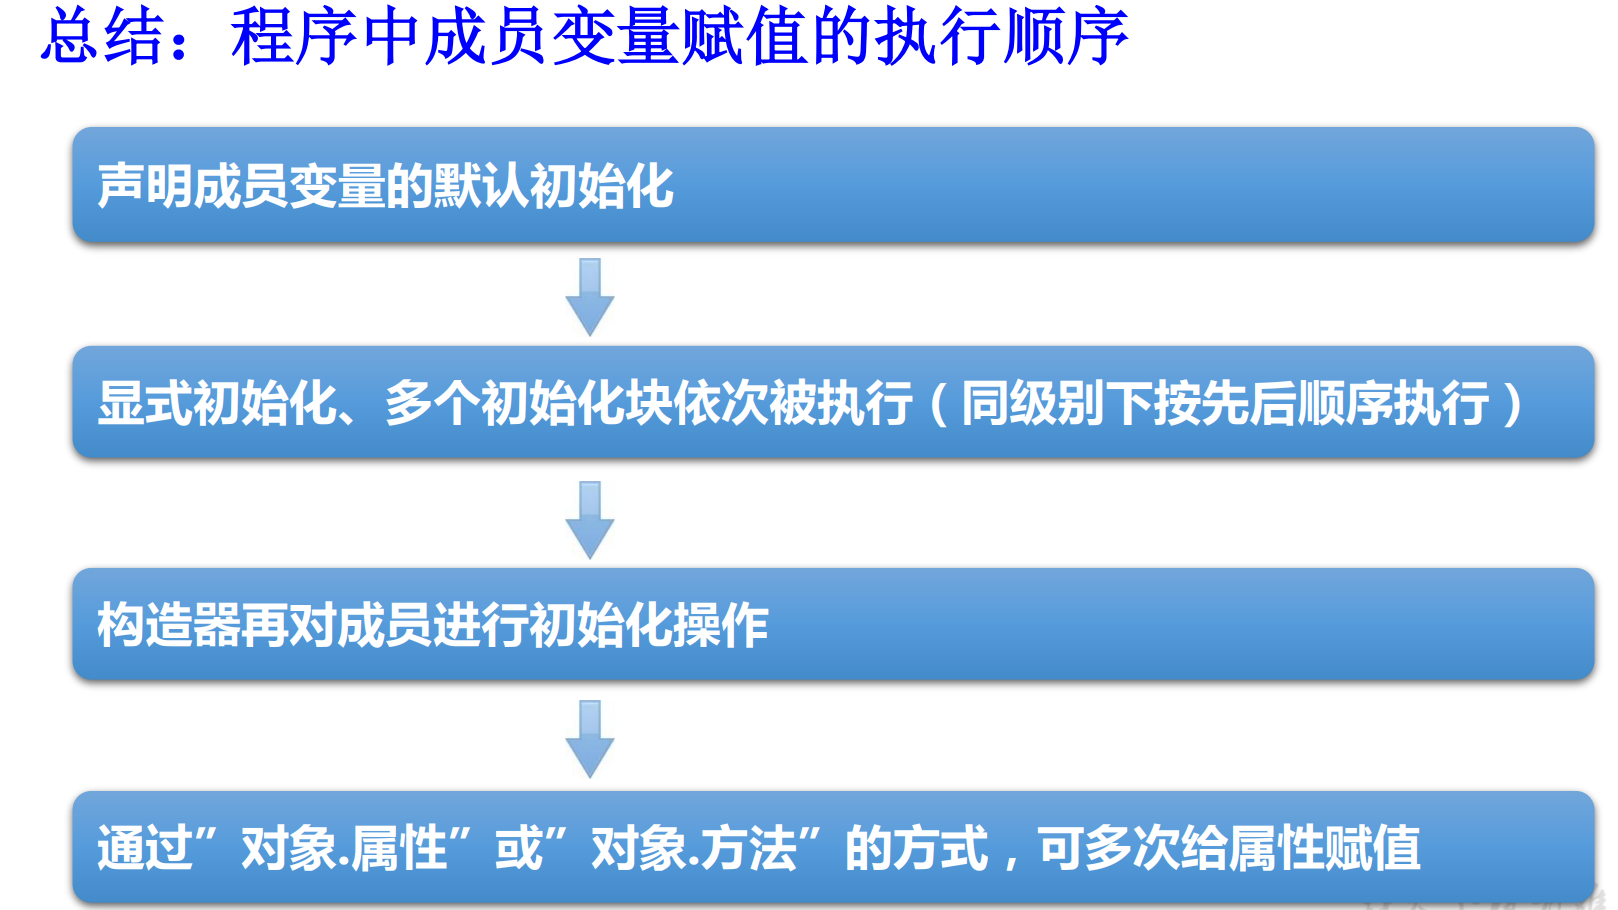 总结：程序中成员变量赋值的执行顺序
声明成员变量的默认初始化
显式初始化、多个初始化块依次被执行（同级别下按先后顺序执行）
构造器再对成员进行初始化操作
通过”对象.属性”或”对象.方法”的方式，可多次给属性赋值